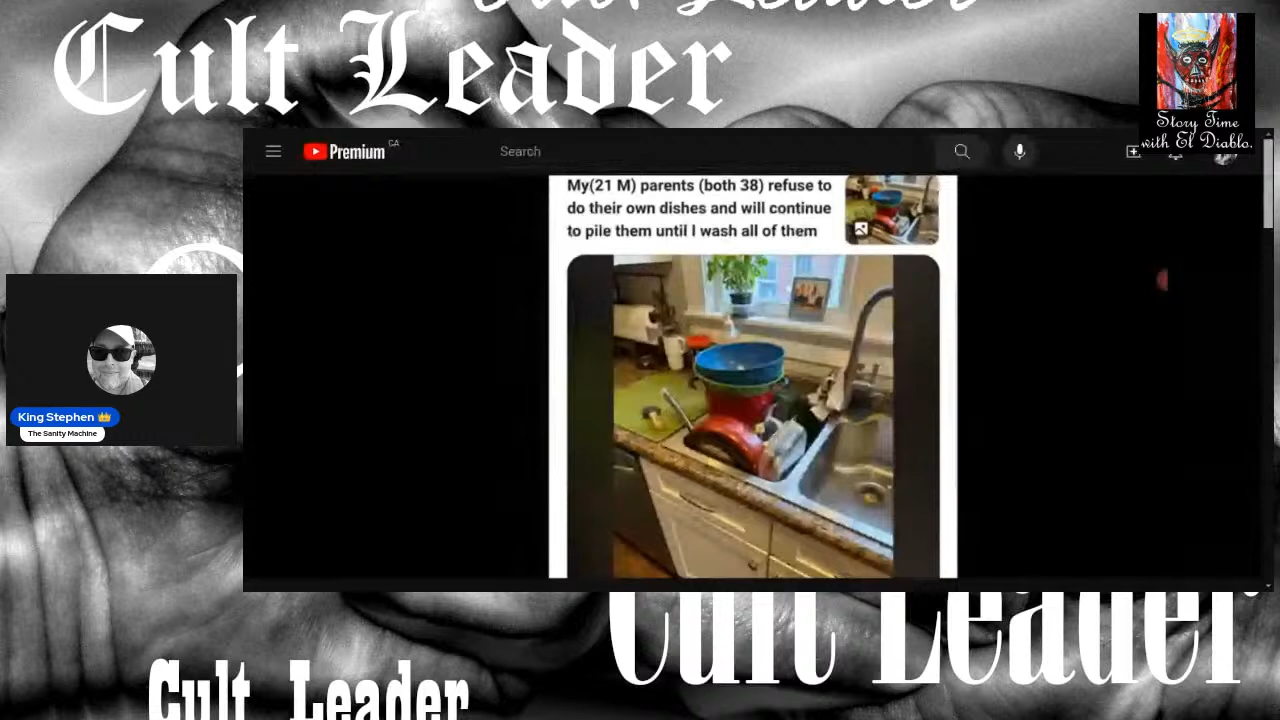 Cult Leader
Cult Leader
Story Time
with El Diablo.
Premium
CA
Search
My(21 M) parents (both 38) refuse to
do their own dishes and will continue
to pile them until I wash all of them
King Stephen
The Sanity Machine
Cult Leader
Cult Leader